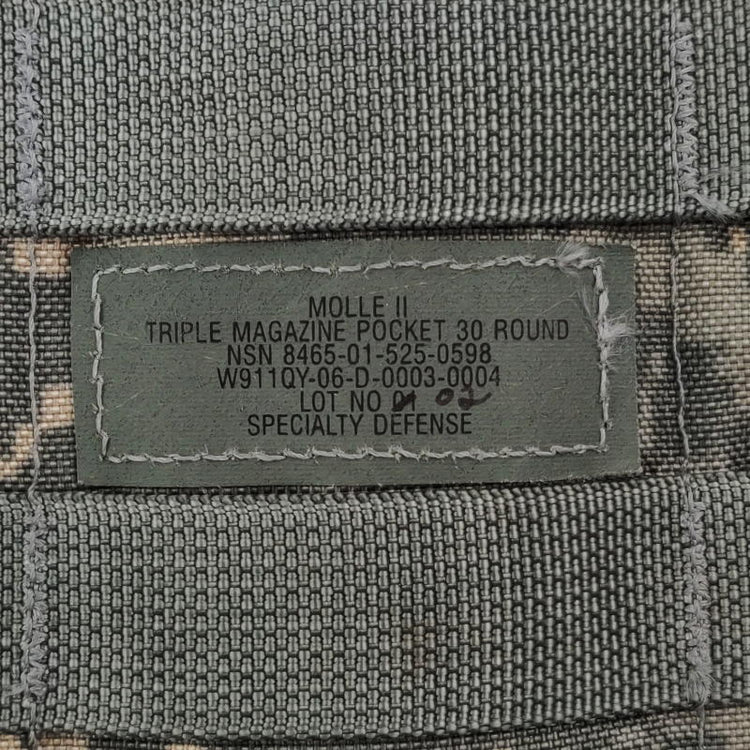 MOLLE II
TRIPLE MAGAZINE POCKET 30 ROUND
NSN 8465-01-525-0598
W911QY-06-D-0003-0004
LOT NO 01 02
SPECIALTY DEFENSE